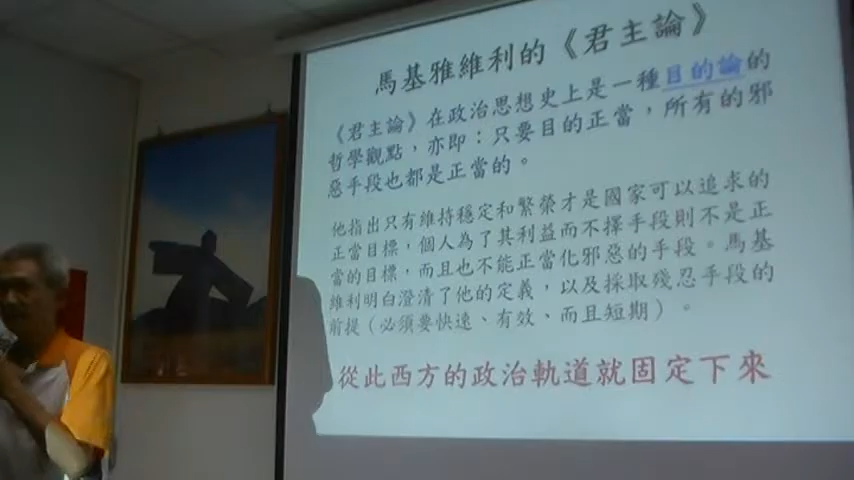 馬基雅維利的《君主論》
《君主論》在政治思想史上是一種目的論的
哲學觀點，亦即：只要目的正當，所有的邪
惡手段也都是正當的。
他指出只有維持穩定和繁榮才是國家可以追求的
正當目標，個人為了其利益而不擇手段則不是正
當的目標，而且也不能正當化邪惡的手段。馬基
維利明白澄清了他的定義，以及採取殘忍手段的
前提（必須要快速、有效、而且短期）。
從此西方的政治軌道就固定下來